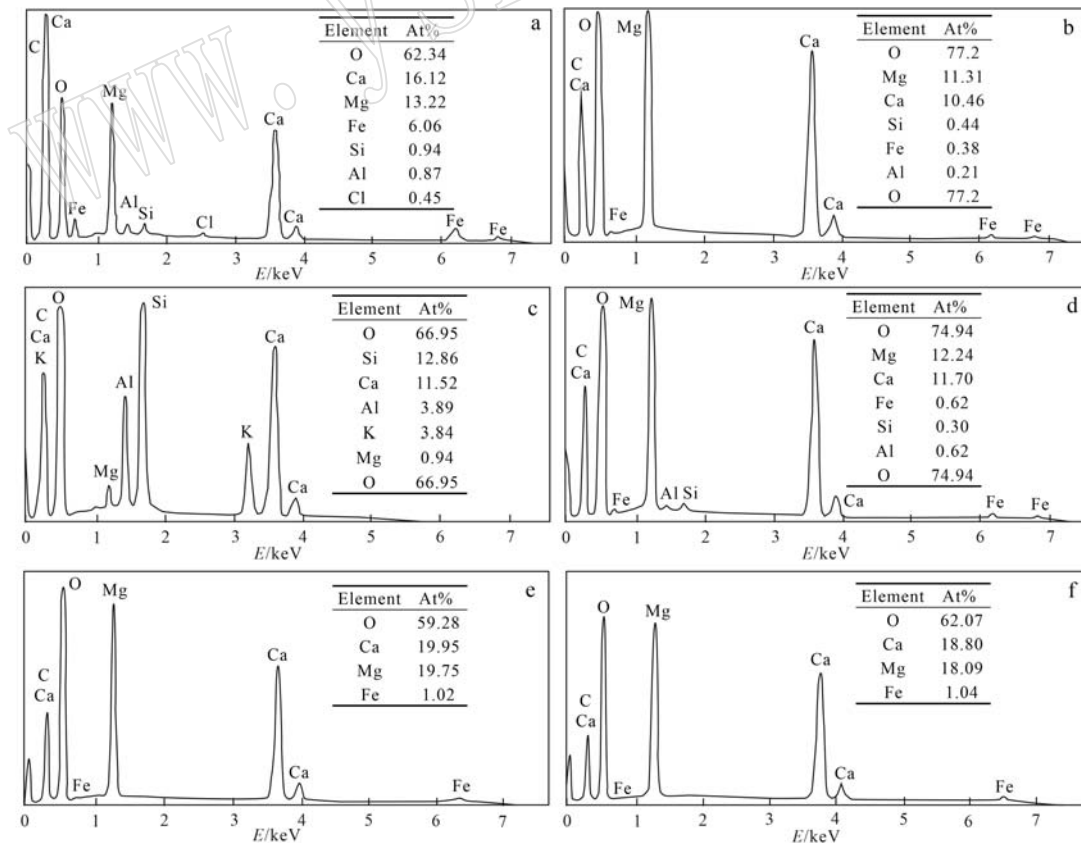 a
Element At%
O 62.34
Ca 16.12
Mg 13.22
Fe 6.06
Si 0.94
Al 0.87
Cl 0.45
Ca
C
O
Mg
Fe
Al
Si
Cl
Ca
Ca
Fe
Fe
0 1 2 3 4 5 6 7
E/keV
b
Element At%
O 77.2
Mg 11.31
Ca 10.46
Si 0.44
Fe 0.38
Al 0.21
O 77.2
O
Mg
C
Ca
Fe
Ca
Ca
Fe
Fe
0 1 2 3 4 5 6 7
E/keV
c
Element At%
O 66.95
Si 12.86
Ca 11.52
Al 3.89
K 3.84
Mg 0.94
O 66.95
O
Si
C
Ca
K
Mg
Al
K
Ca
Ca
0 1 2 3 4 5 6 7
E/keV
d
Element At%
O 74.94
Mg 12.24
Ca 11.70
Fe 0.62
Si 0.30
Al 0.62
O 74.94
O
Mg
C
Ca
Fe
Al Si
Ca
Ca
Fe
Fe
0 1 2 3 4 5 6 7
E/keV
e
Element At%
O 59.28
Ca 19.95
Mg 19.75
Fe 1.02
O
Mg
C
Ca
Fe
Ca
Ca
Fe
0 1 2 3 4 5 6 7
E/keV
f
Element At%
O 62.07
Ca 18.80
Mg 18.09
Fe 1.04
O
Mg
C
Ca
Fe
Ca
Ca
Fe
0 1 2 3 4 5 6 7
E/keV